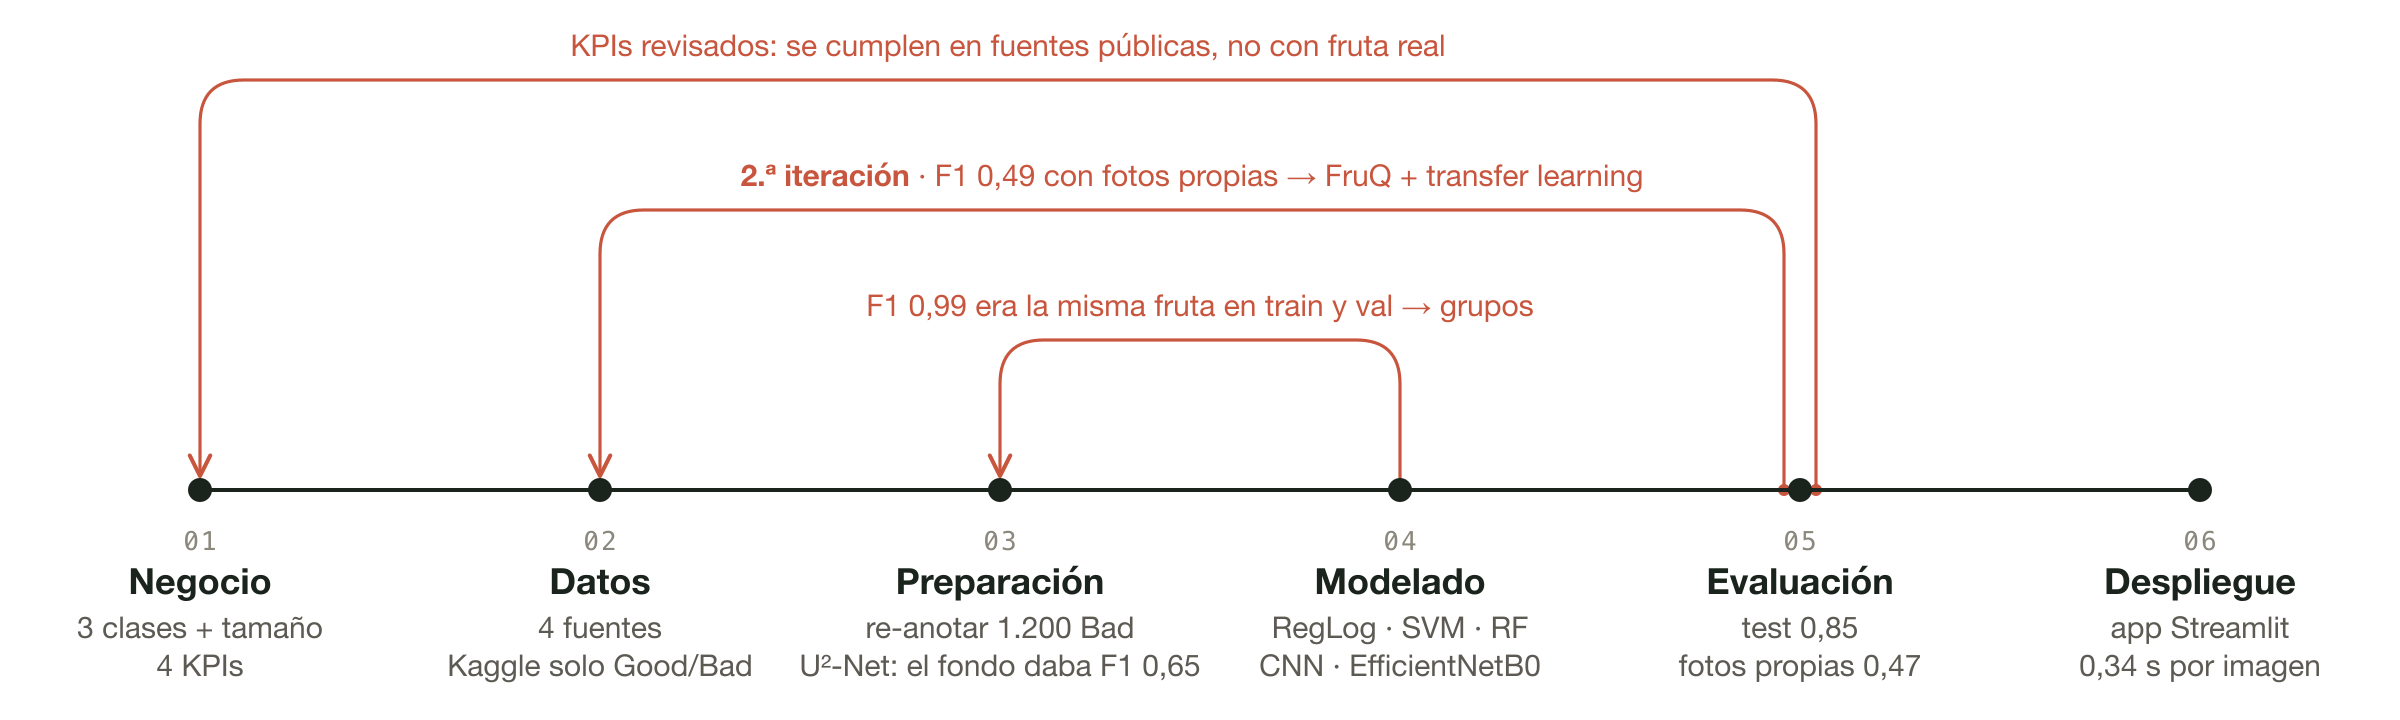 KPIs revisados: se cumplen en fuentes públicas, no con fruta real
2.ª iteración · F1 0,49 con fotos propias → FruQ + transfer learning
F1 0,99 era la misma fruta en train y val → grupos
01
Negocio
3 clases + tamaño
4 KPIs
02
Datos
4 fuentes
Kaggle solo Good/Bad
03
Preparación
re-anotar 1.200 Bad
U²-Net: el fondo daba F1 0,65
04
Modelado
RegLog · SVM · RF
CNN · EfficientNetB0
05
Evaluación
test 0,85
fotos propias 0,47
06
Despliegue
app Streamlit
0,34 s por imagen